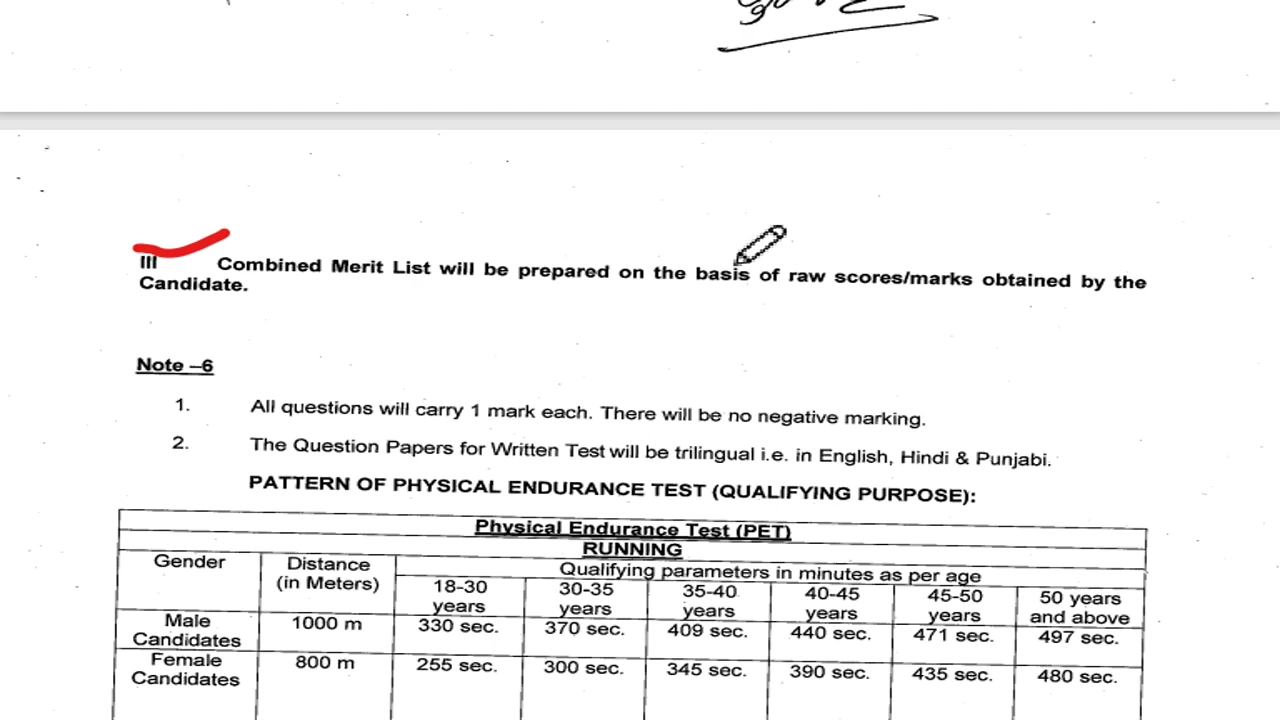 III Combined Merit List will be prepared on the basis of raw scores/marks obtained by the
Candidate.
Note –6
1. All questions will carry 1 mark each. There will be no negative marking.
2. The Question Papers for Written Test will be trilingual i.e. in English, Hindi & Punjabi.
PATTERN OF PHYSICAL ENDURANCE TEST (QUALIFYING PURPOSE):
Physical Endurance Test (PET)
RUNNING
Gender Distance (in Meters) Qualifying parameters in minutes as per age
18-30 years 30-35 years 35-40 years 40-45 years 45-50 years 50 years and above
Male Candidates 1000 m 330 sec. 370 sec. 409 sec. 440 sec. 471 sec. 497 sec.
Female Candidates 800 m 255 sec. 300 sec. 345 sec. 390 sec. 435 sec. 480 sec.